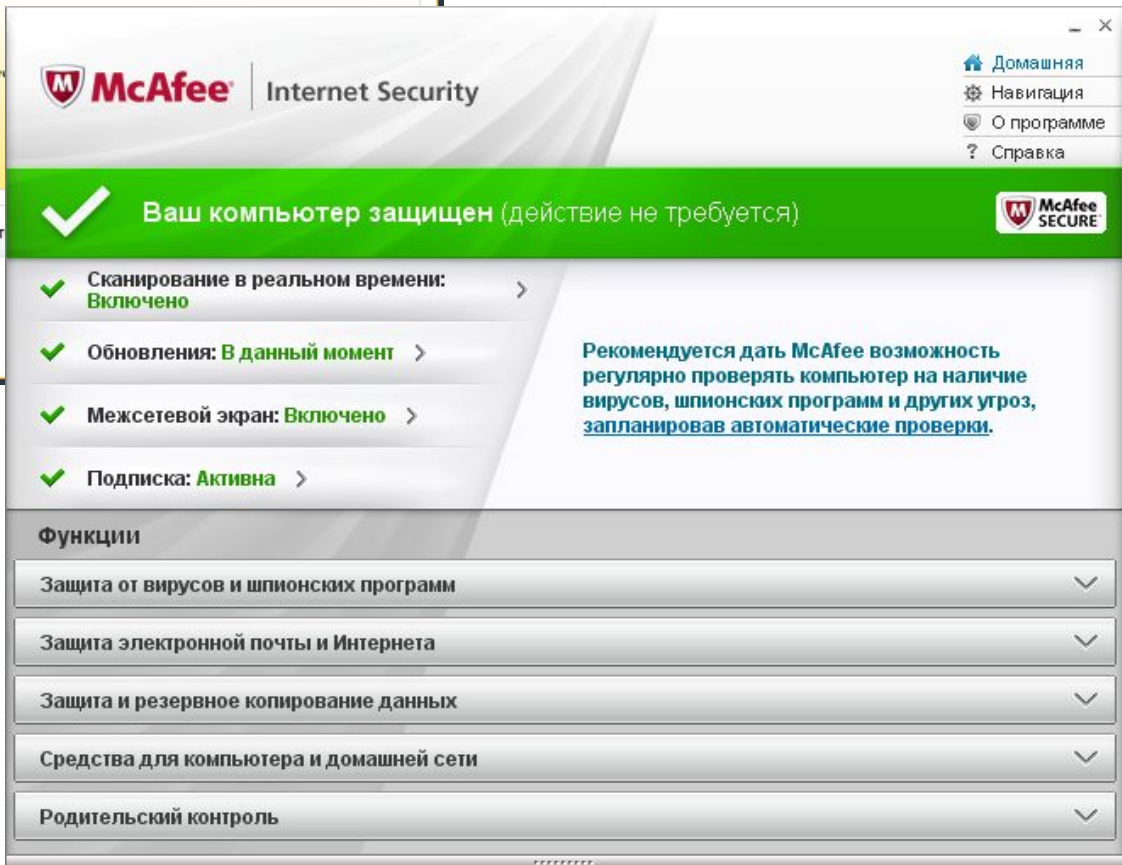 McAfee Internet Security
Домашняя
Навигация
О программе
Справка
Ваш компьютер защищен (действие не требуется)
McAfee
SECURE
Сканирование в реальном времени:
Включено
Обновления: В данный момент
Межсетевой экран: Включено
Подписка: Активна
Рекомендуется дать McAfee возможность
регулярно проверять компьютер на наличие
вирусов, шпионских программ и других угроз,
запланировав автоматические проверки.
Функции
Защита от вирусов и шпионских программ
Защита электронной почты и Интернета
Защита и резервное копирование данных
Средства для компьютера и домашней сети
Родительский контроль